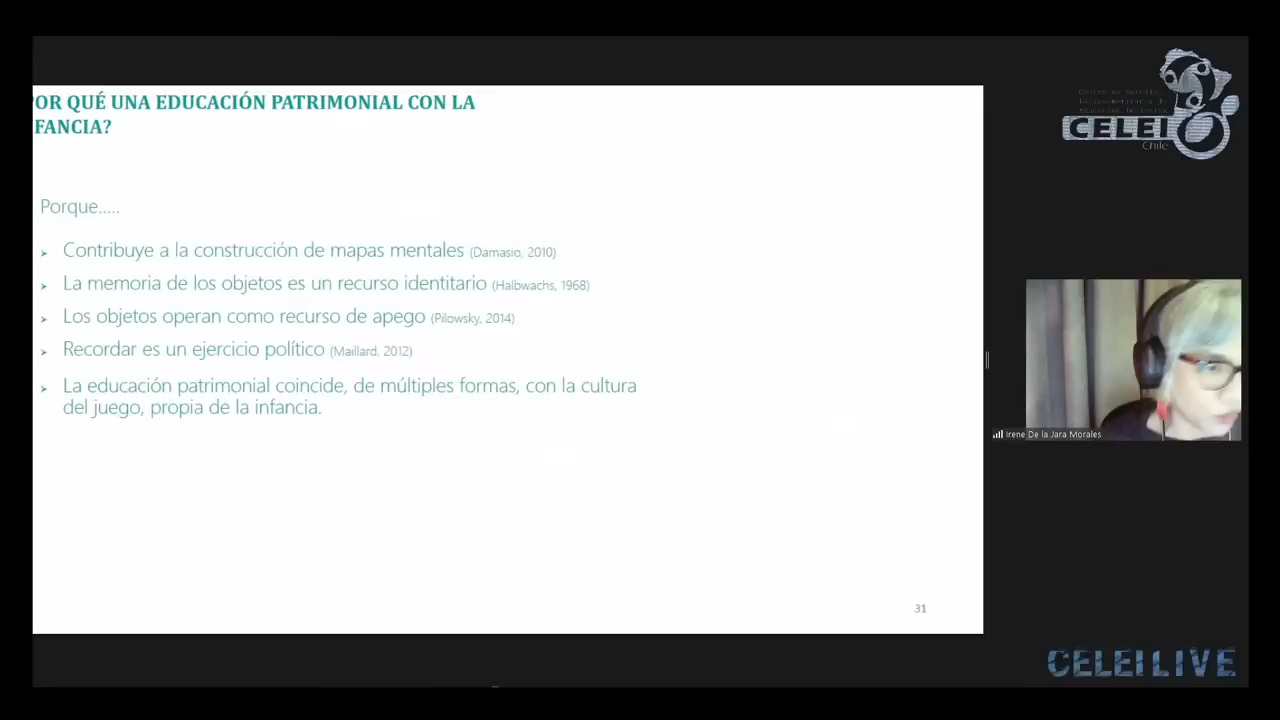 OR QUÉ UNA EDUCACIÓN PATRIMONIAL CON LA
FANCIA?
Porque.....
Contribuye a la construcción de mapas mentales (Damasio, 2010)
La memoria de los objetos es un recurso identitario (Halbwachs, 1968)
Los objetos operan como recurso de apego (Pilowsky, 2014)
Recordar es un ejercicio político (Maillard, 2012)
La educación patrimonial coincide, de múltiples formas, con la cultura
del juego, propia de la infancia.
31
CELEI
Chile
Irene De la Jara Morales
CELEI LIVE